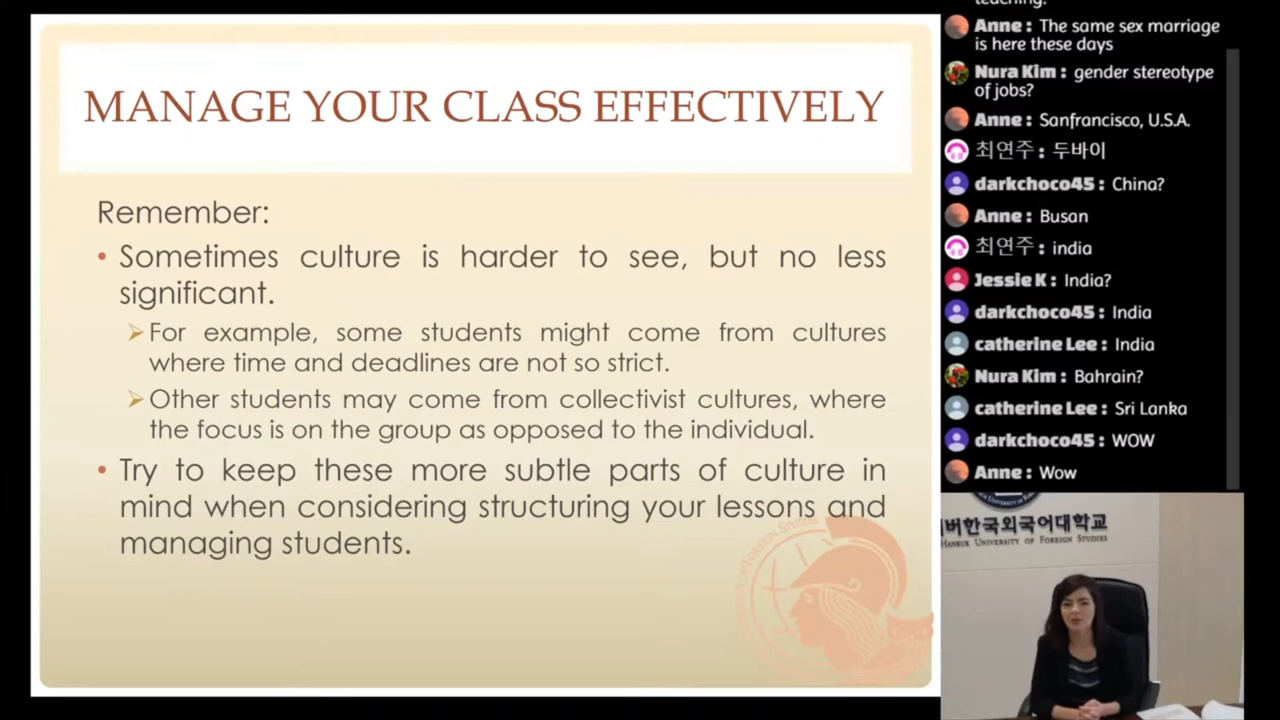 MANAGE YOUR CLASS EFFECTIVELY
Remember:
• Sometimes culture is harder to see, but no less
significant.
➢ For example, some students might come from cultures
where time and deadlines are not so strict.
➢ Other students may come from collectivist cultures, where
the focus is on the group as opposed to the individual.
• Try to keep these more subtle parts of culture in
mind when considering structuring your lessons and
managing students.
OF FOREIGN STUDIES
teaching.
Anne : The same sex marriage
is here these days
Nura Kim : gender stereotype
of jobs?
Anne : Sanfrancisco, U.S.A.
최연주 : 두바이
darkchoco45 : China?
Anne : Busan
최연주 : india
Jessie K : India?
darkchoco45 : India
catherine Lee : India
Nura Kim : Bahrain?
catherine Lee : Sri Lanka
darkchoco45 : WOW
Anne : Wow
버한국외국어대학교
HANKUK UNIVERSITY OF FOREIGN STUDIES